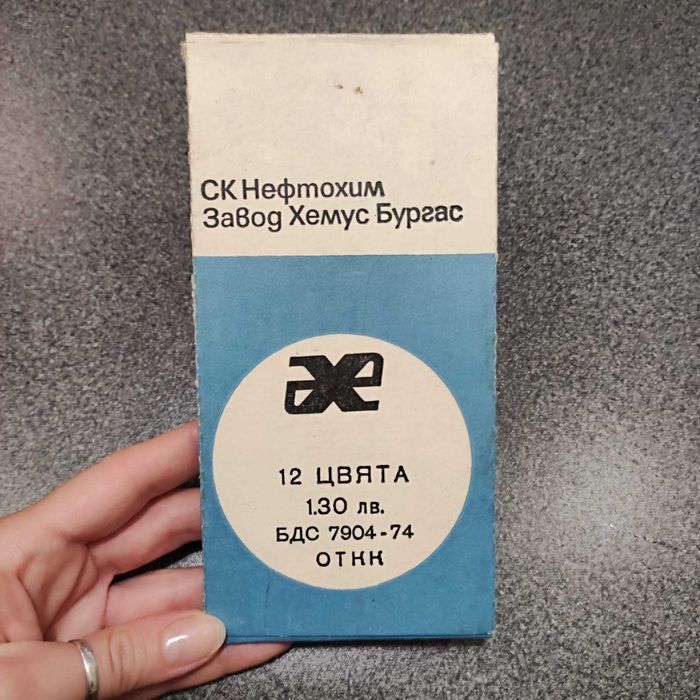 СК Нефтохим
Завод Хемус Бургас
12 ЦВЯТА
1.30 лв.
БДС 7904-74
ОТКК